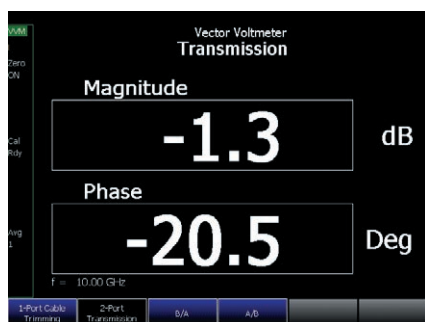 VVM
Vector Voltmeter
Transmission
Zero
ON
Magnitude
-1.3 dB
Cal
Rdy
Phase
-20.5 Deg
Avg
1
f = 10.00 GHz
1-Port Cable
Trimming
2-Port
Transmission
B/A
A/B